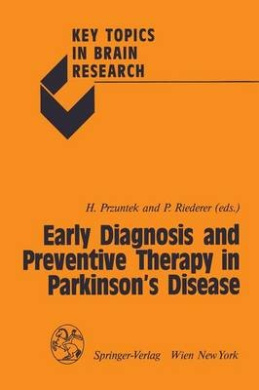 KEY TOPICS
IN BRAIN
RESEARCH
H. Przuntek and P. Riederer (eds.)
Early Diagnosis and
Preventive Therapy in
Parkinson's Disease
Springer-Verlag Wien New York